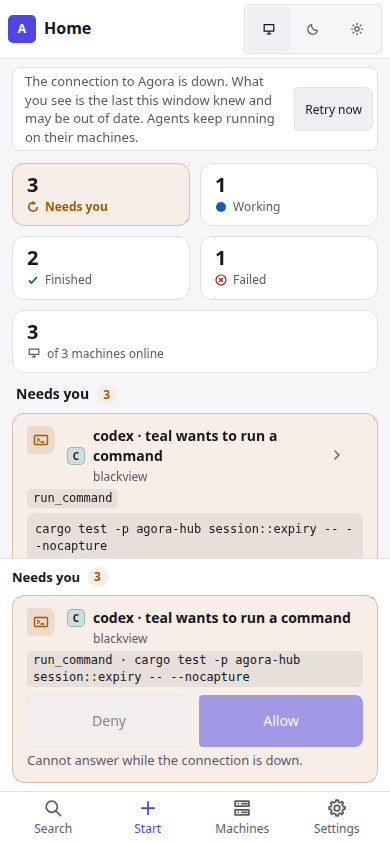 A Home
The connection to Agora is down. What
you see is the last this window knew and
may be out of date. Agents keep running
on their machines.
Retry now
3
Needs you
1
Working
2
Finished
1
Failed
3
of 3 machines online
Needs you 3
codex · teal wants to run a
C command
blackview
run_command
cargo test -p agora-hub session::expiry -- -
-nocapture
Needs you 3
C codex · teal wants to run a command
blackview
run_command · cargo test -p agora-hub
session::expiry -- --nocapture
Deny
Allow
Cannot answer while the connection is down.
Search
Start
Machines
Settings